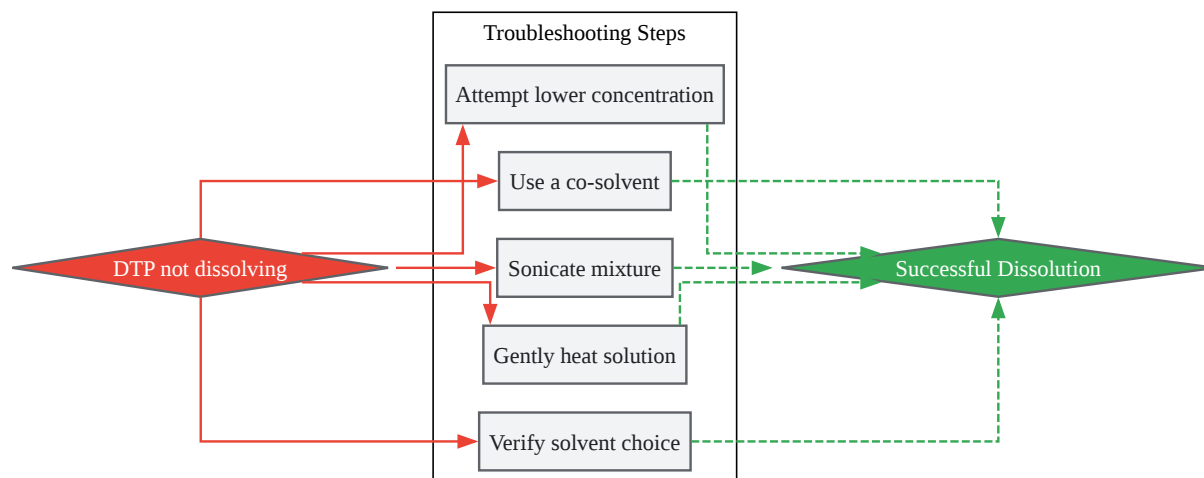 Troubleshooting Steps
Attempt lower concentration
Use a co-solvent
DTP not dissolving
Sonicate mixture
Successful Dissolution
Gently heat solution
Verify solvent choice